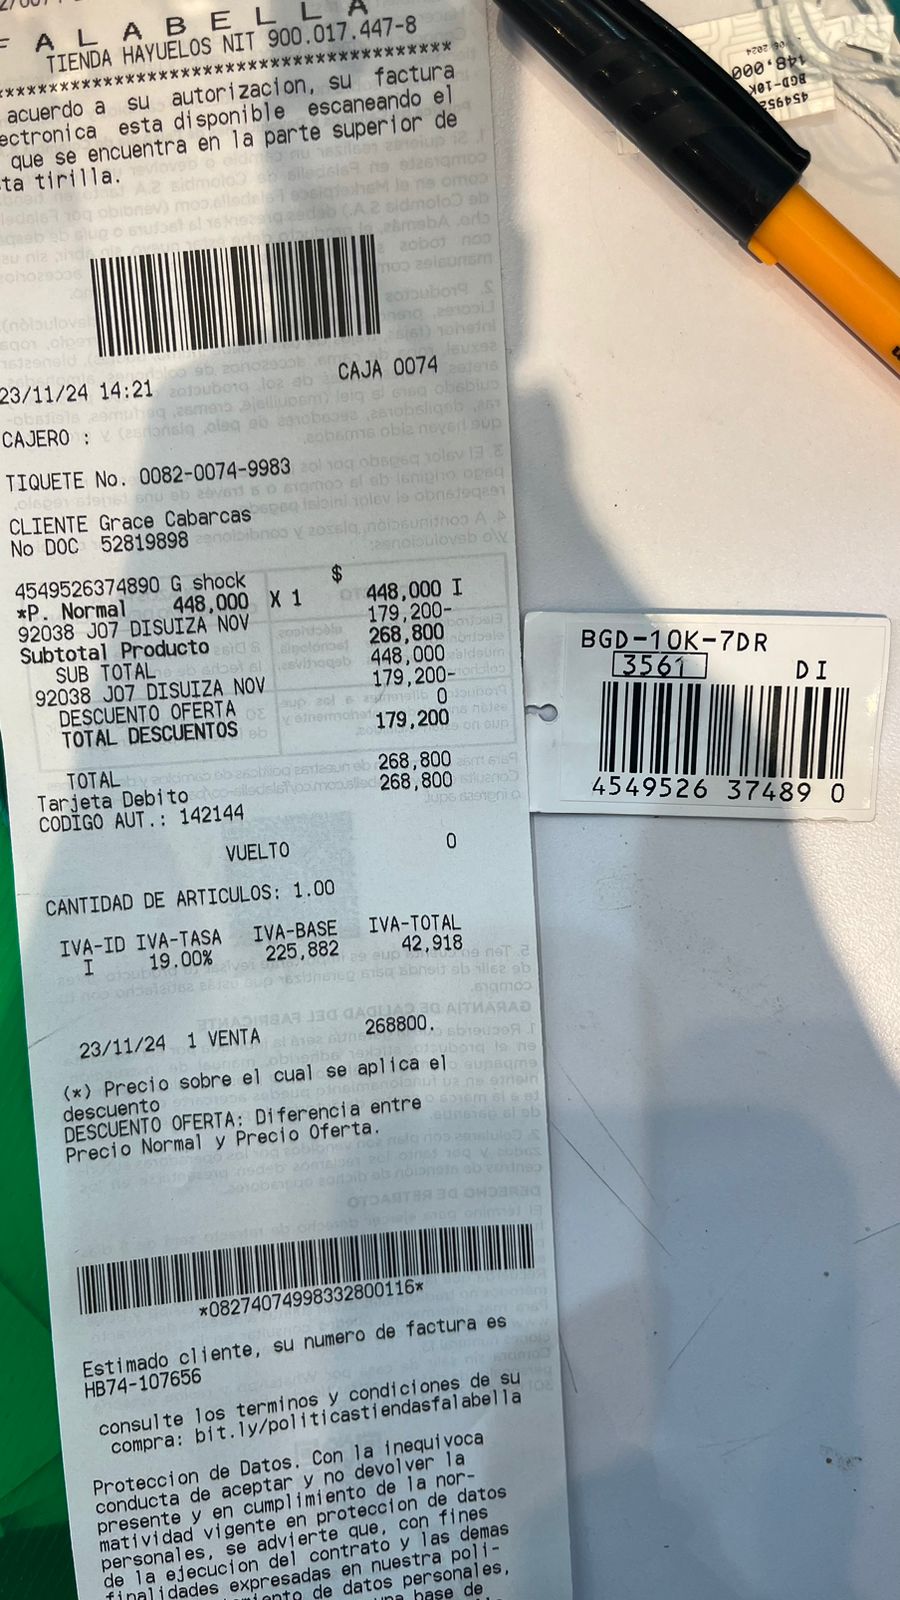 F A L A B E L L A
TIENDA HAYUELOS NIT 900.017.447-8
****************************************
acuerdo a su autorizacion, su factura
ectronica esta disponible escaneando el
que se encuentra en la parte superior de
ta tirilla.
23/11/24 14:21 CAJA 0074
CAJERO :
TIQUETE No. 0082-0074-9983
CLIENTE Grace Cabarcas
No DOC 52819898
4549526374890 G shock $
*P. Normal 448,000 X 1 448,000 I
92038 J07 DISUIZA NOV 179,200-
Subtotal Producto 268,800
SUB TOTAL 448,000
92038 J07 DISUIZA NOV 179,200-
DESCUENTO OFERTA 0
TOTAL DESCUENTOS 179,200
TOTAL 268,800
Tarjeta Debito 268,800
CODIGO AUT.: 142144
VUELTO 0
CANTIDAD DE ARTICULOS: 1.00
IVA-ID IVA-TASA IVA-BASE IVA-TOTAL
I 19.00% 225,882 42,918
23/11/24 1 VENTA 268800.
(*) Precio sobre el cual se aplica el
descuento
DESCUENTO OFERTA: Diferencia entre
Precio Normal y Precio Oferta.
*08274074998332800116*
Estimado cliente, su numero de factura es
HB74-107656
consulte los terminos y condiciones de su
compra: bit.ly/politicastiendasfalabella
Proteccion de Datos. Con la inequivoca
conducta de aceptar y no devolver la
presente y en cumplimiento de la nor-
matividad vigente en proteccion de datos
personales, se advierte que, con fines
de la ejecucion del contrato y las demas
finalidades expresadas en nuestra poli-
de datos personales,
base de
BGD-10K-7DR
3561 DI
4549526 37489 0
BGD-10K
148,000